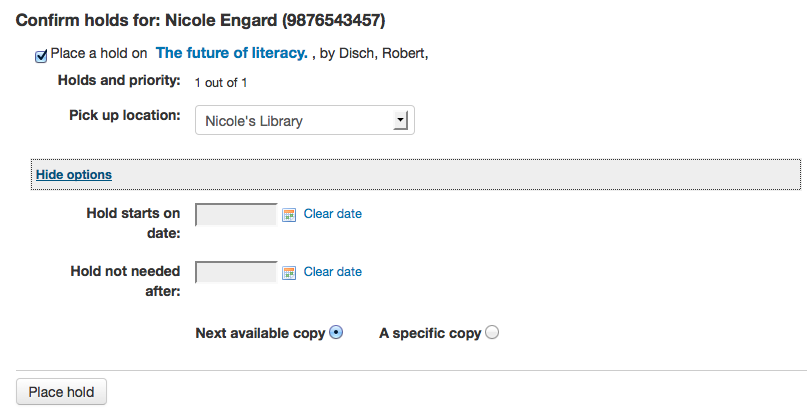 Confirm holds for: Nicole Engard (9876543457)
Place a hold on The future of literacy. , by Disch, Robert,
Holds and priority: 1 out of 1
Pick up location: Nicole's Library
Hide options
Hold starts on Clear date
date:
Hold not needed Clear date
after:
Next available copy A specific copy
Place hold